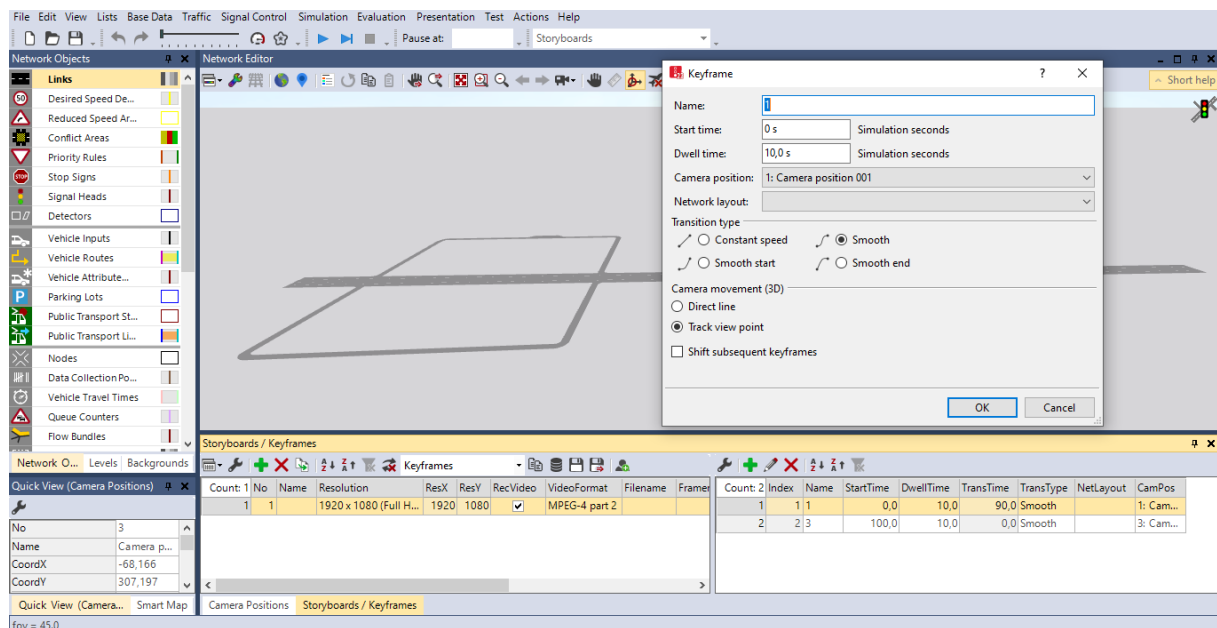 File Edit View Lists Base Data Traffic Signal Control Simulation Evaluation Presentation Test Actions Help
Pause at: Storyboards
Network Objects
Network Editor
Links
Desired Speed De...
Reduced Speed Ar...
Conflict Areas
Priority Rules
Stop Signs
Signal Heads
Detectors
Vehicle Inputs
Vehicle Routes
Vehicle Attribute...
Parking Lots
Public Transport St...
Public Transport Li...
Nodes
Data Collection Po...
Vehicle Travel Times
Queue Counters
Flow Bundles
Network O... Levels Backgrounds
Short help
Keyframe ?
Name: 1
Start time: 0 s Simulation seconds
Dwell time: 10,0 s Simulation seconds
Camera position: 1: Camera position 001
Network layout:
Transition type
Constant speed Smooth
Smooth start Smooth end
Camera movement (3D)
Direct line
Track view point
Shift subsequent keyframes
OK Cancel
Quick View (Camera Positions)
No 3
Name Camera p...
CoordX -68,166
CoordY 307,197
Quick View (Camera... Smart Map
Storyboards / Keyframes
Keyframes
Count: 1 No Name Resolution ResX ResY RecVideo VideoFormat Filename Framer
1 1 1920 x 1080 (Full H... 1920 1080 MPEG-4 part 2
Count: 2 Index Name StartTime DwellTime TransTime TransType NetLayout CamPos
1 1 1 0,0 10,0 90,0 Smooth 1: Cam...
2 2 3 100,0 10,0 0,0 Smooth 3: Cam...
Camera Positions Storyboards / Keyframes
fov = 45,0